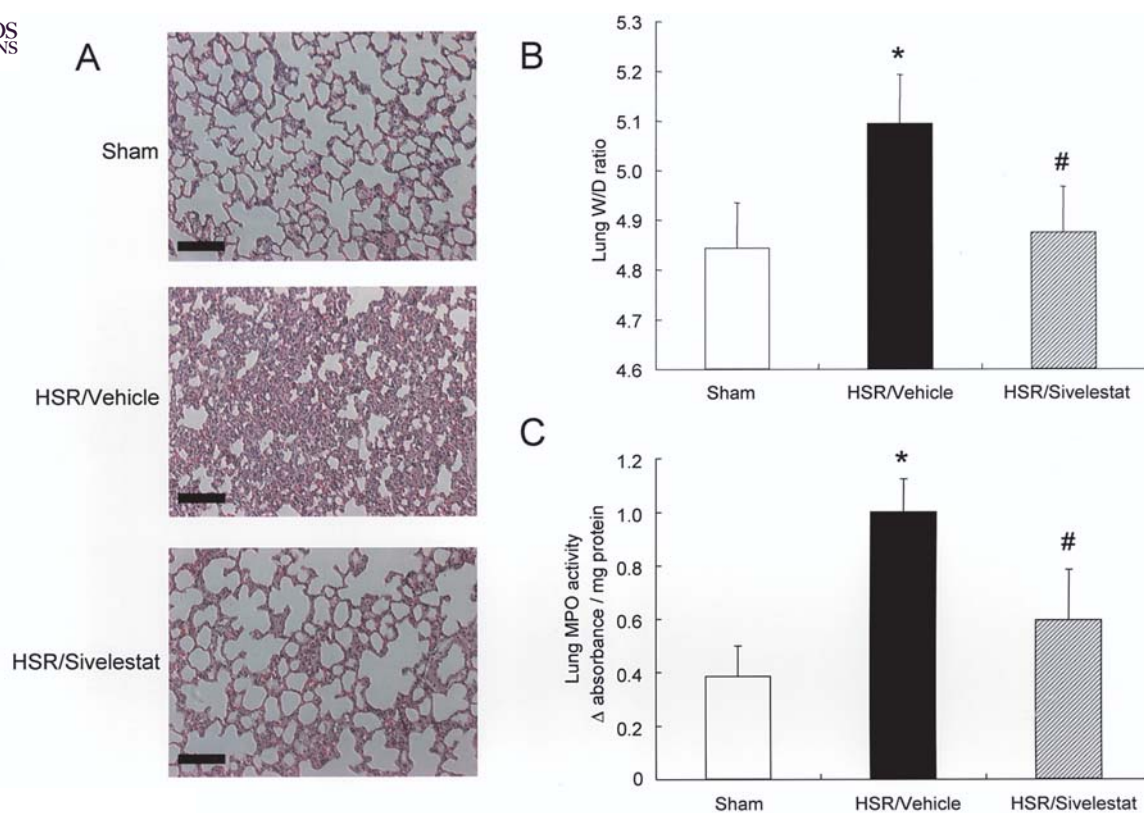 OS
NS
A
Sham
HSR/Vehicle
HSR/Sivelestat
B
5.3
5.2
5.1
5.0
4.9
4.8
4.7
4.6
Lung W/D ratio
*
#
Sham
HSR/Vehicle
HSR/Sivelestat
C
1.2
1.0
0.8
0.6
0.4
0.2
0
Lung MPO activity
Δ absorbance / mg protein
*
#
Sham
HSR/Vehicle
HSR/Sivelestat